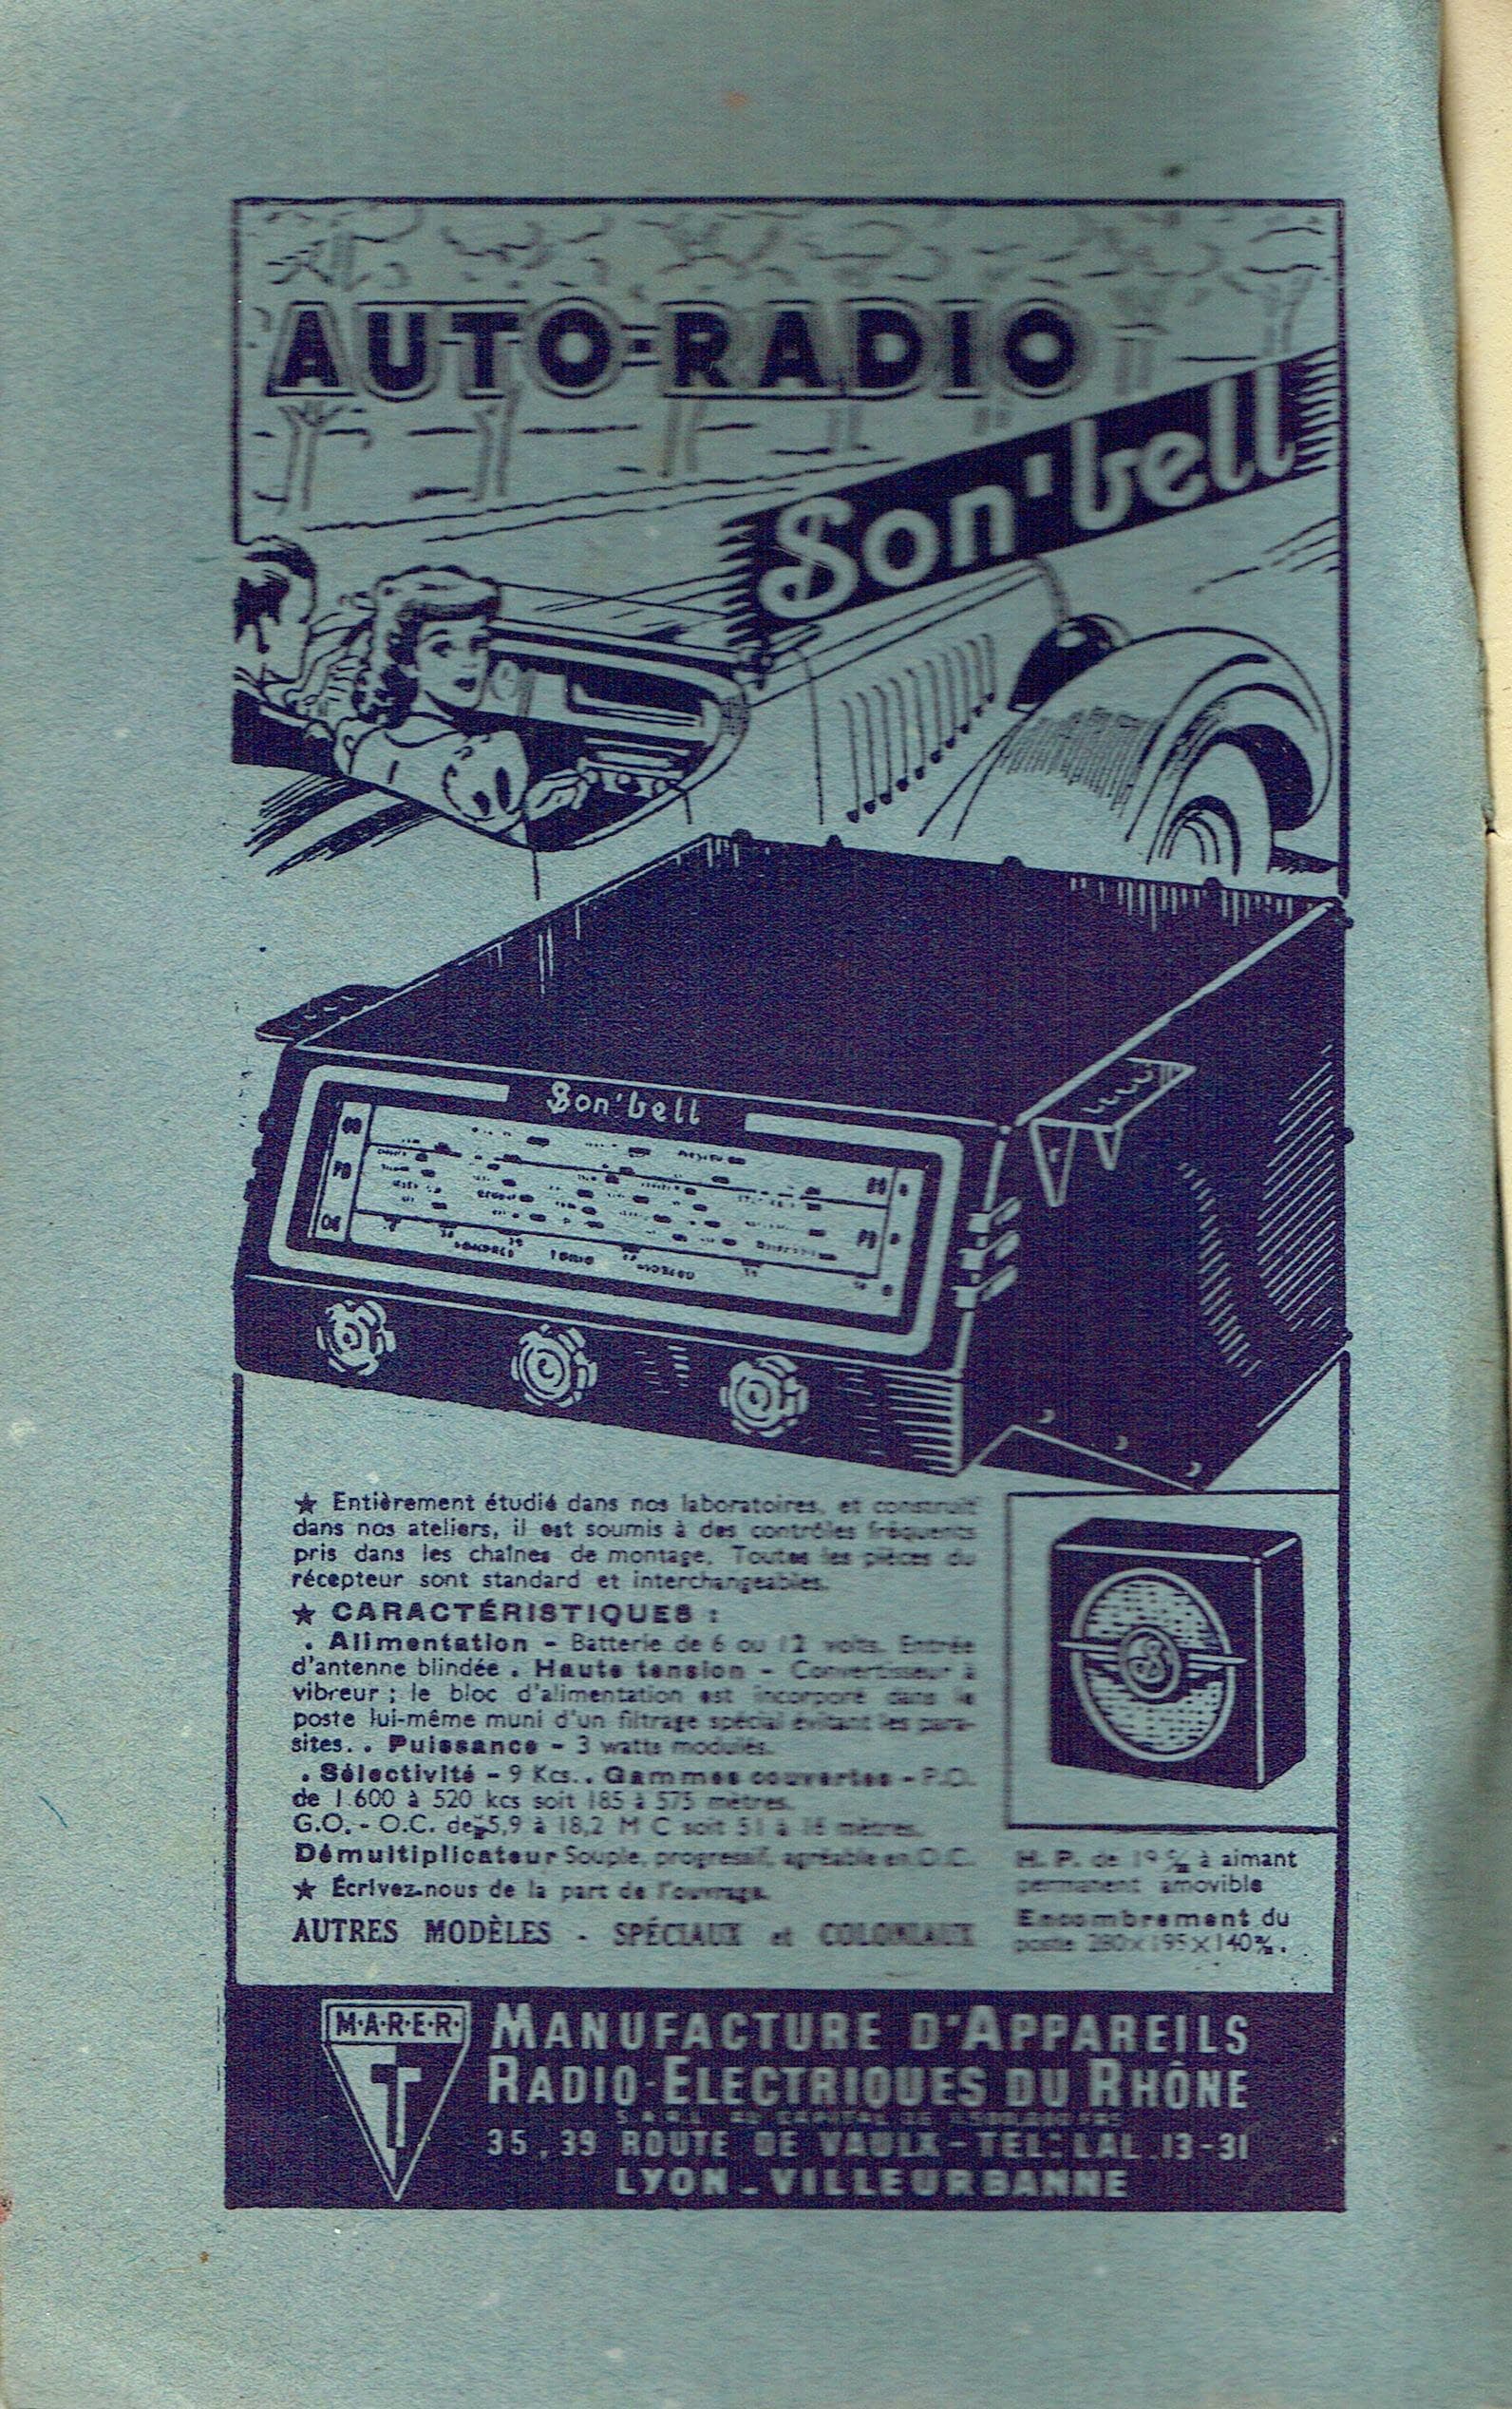 AUTO-RADIO
Son'bell
Son'bell
★ Entièrement étudié dans nos laboratoires, et construit
dans nos ateliers, il est soumis à des contrôles fréquents
pris dans les chaînes de montage. Toutes les pièces du
récepteur sont standard et interchangeables.
★ CARACTÉRISTIQUES :
. Alimentation - Batterie de 6 ou 12 volts. Entrée
d'antenne blindée . Haute tension - Convertisseur à
vibreur ; le bloc d'alimentation est incorporé dans le
poste lui-même muni d'un filtrage spécial évitant les para-
sites. . Puissance - 3 watts modulés.
. Sélectivité - 9 Kcs. . Gammes couvertes - P.O.
de 1 600 à 520 kcs soit 185 à 575 mètres.
G.O. - O.C. de 5,9 à 18,2 M C soit 51 à 16 mètres.
Démultiplicateur Souple, progressif, agréable en O.C.
★ Écrivez-nous de la part de l'ouvrage.
AUTRES MODÈLES - SPÉCIAUX et COLONIAUX
H. P. de 19 c/m à aimant
permanent amovible
Encombrement du
poste 280×195×140 %.
M·A·R·E·R·
MANUFACTURE D'APPAREILS
RADIO-ELECTRIQUES DU RHÔNE
S.A.R.L. AU CAPITAL DE
35, 39 ROUTE DE VAULX - TEL: LAL. 13-31
LYON - VILLEURBANNE